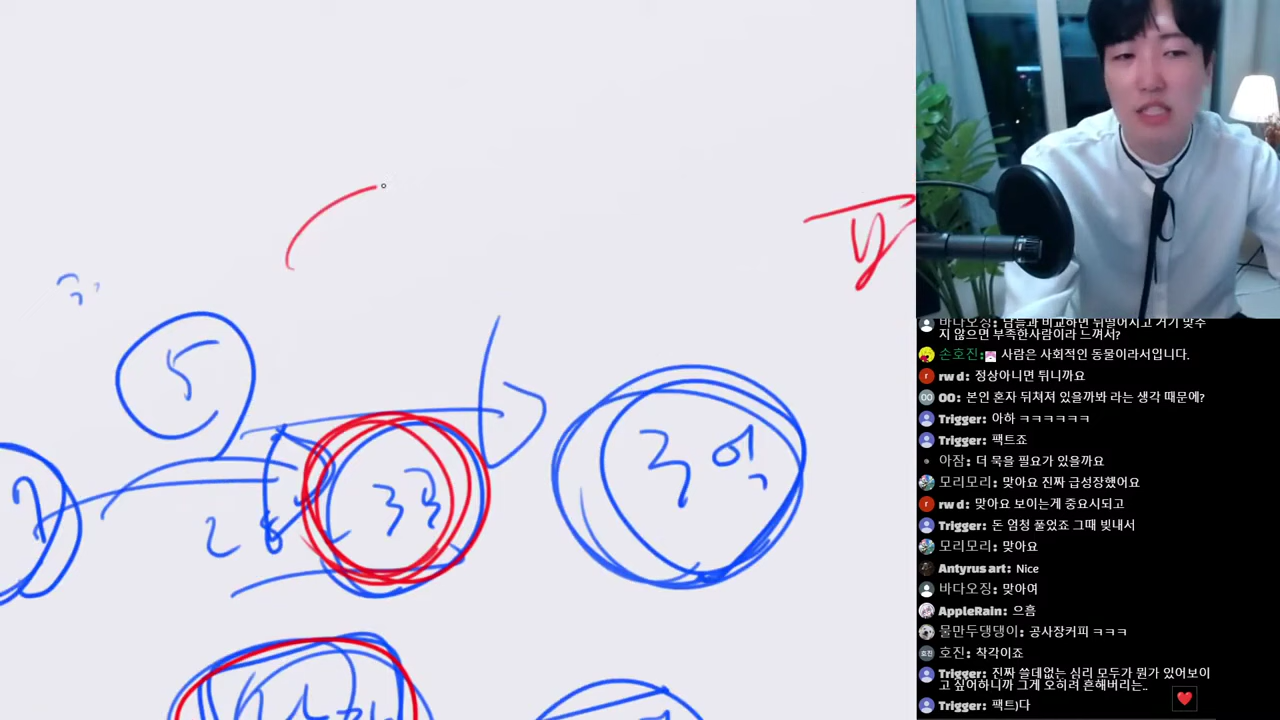 y
5
3억
33
28
바다오징: 남들과 비교하면 뒤떨어지고 거기 맞추
지 않으면 부족한사람이라 느껴서?
손호진: 사람은 사회적인 동물이라서입니다.
rw d: 정상아니면 튀니까요
OO: 본인 혼자 뒤쳐져 있을까봐 라는 생각 때문에?
Trigger: 아하 ㅋㅋㅋㅋㅋㅋ
Trigger: 팩트죠
아잠: 더 묵을 필요가 있을까요
모리모리: 맞아요 진짜 급성장했어요
rw d: 맞아요 보이는게 중요시되고
Trigger: 돈 엄청 풀었죠 그때 빚내서
모리모리: 맞아요
Antyrus art: Nice
바다오징: 맞아여
AppleRain: 으흠
물만두댕댕이: 공사장커피 ㅋㅋㅋ
호진: 착각이죠
Trigger: 진짜 쓸데없는 심리 모두가 뭔가 있어보이
고 싶어하니까 그게 오히려 흔해버리는..
Trigger: 팩트)다